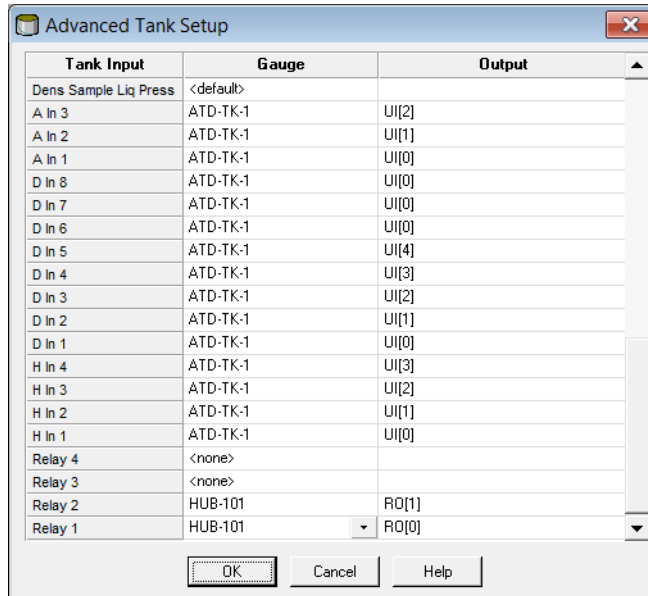 Advanced Tank Setup
Tank Input Gauge Output
Dens Sample Liq Press <default>
A In 3 ATD-TK-1 UI[2]
A In 2 ATD-TK-1 UI[1]
A In 1 ATD-TK-1 UI[0]
D In 8 ATD-TK-1 UI[0]
D In 7 ATD-TK-1 UI[0]
D In 6 ATD-TK-1 UI[0]
D In 5 ATD-TK-1 UI[4]
D In 4 ATD-TK-1 UI[3]
D In 3 ATD-TK-1 UI[2]
D In 2 ATD-TK-1 UI[1]
D In 1 ATD-TK-1 UI[0]
H In 4 ATD-TK-1 UI[3]
H In 3 ATD-TK-1 UI[2]
H In 2 ATD-TK-1 UI[1]
H In 1 ATD-TK-1 UI[0]
Relay 4 <none>
Relay 3 <none>
Relay 2 HUB-101 RO[1]
Relay 1 HUB-101 RO[0]
OK Cancel Help